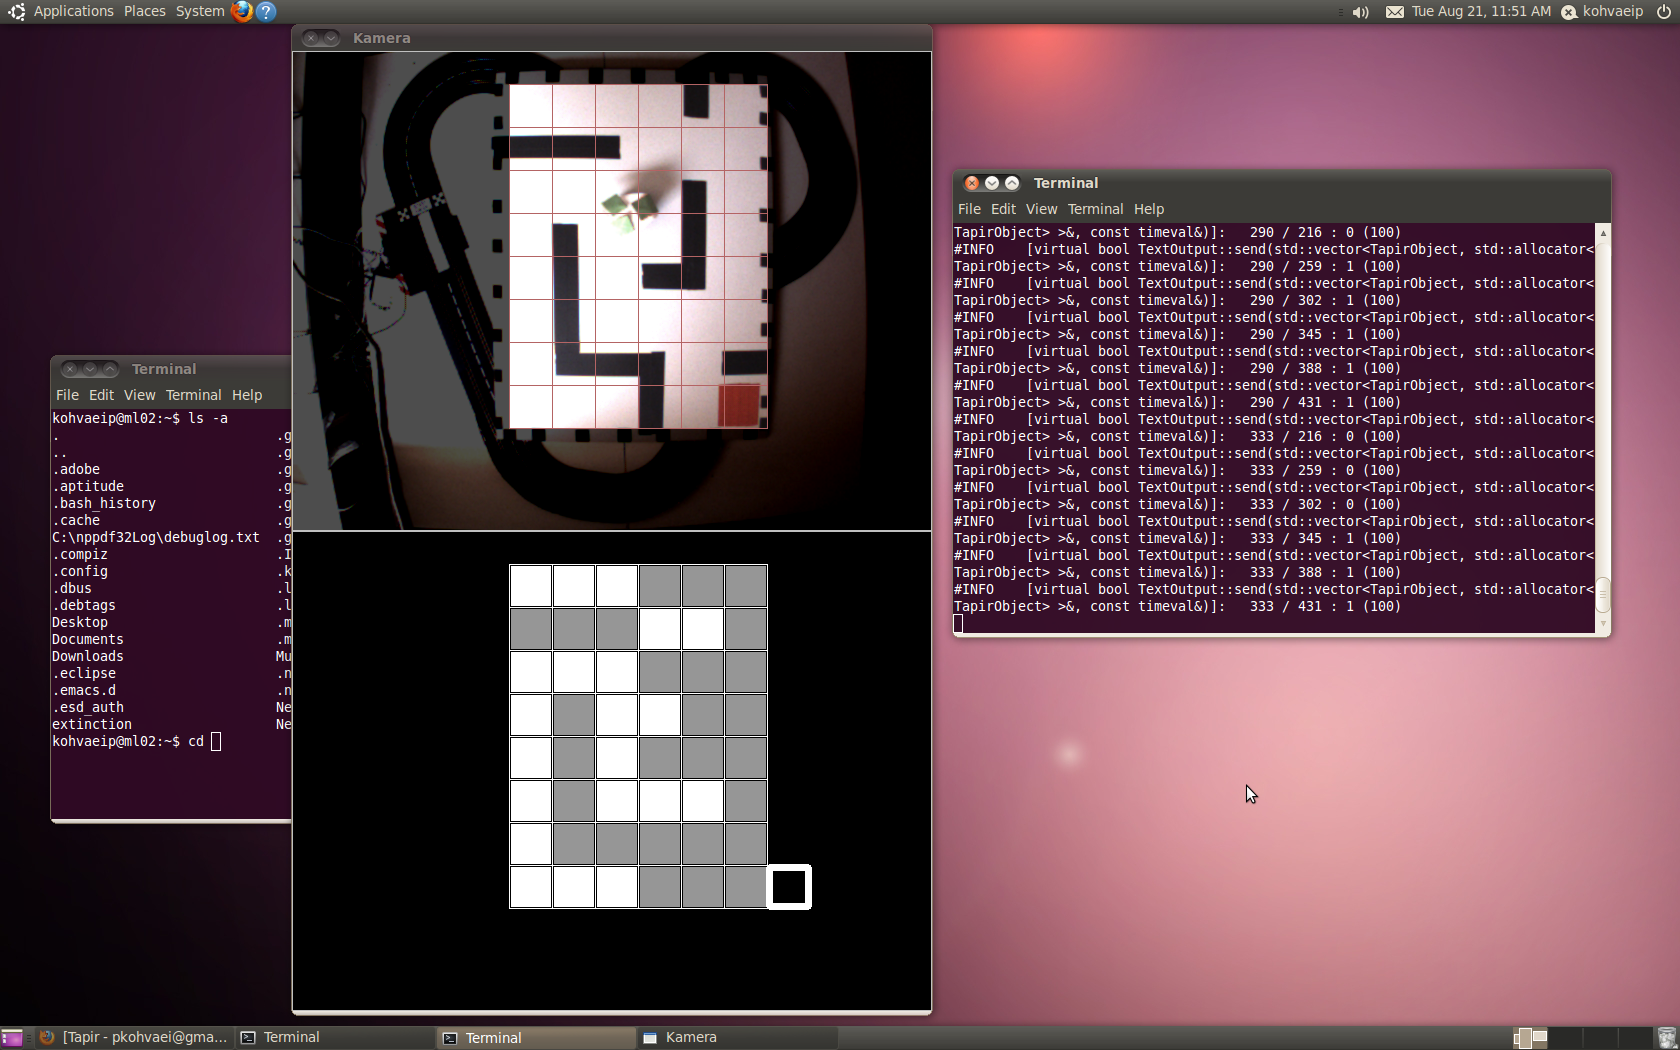 Applications Places System
Tue Aug 21, 11:51 AM kohvaeip
Kamera
Terminal
File Edit View Terminal Help
TapirObject> >&, const timeval&)]: 290 / 216 : 0 (100)
#INFO [virtual bool TextOutput::send(std::vector<TapirObject, std::allocator<
TapirObject> >&, const timeval&)]: 290 / 259 : 1 (100)
#INFO [virtual bool TextOutput::send(std::vector<TapirObject, std::allocator<
TapirObject> >&, const timeval&)]: 290 / 302 : 1 (100)
#INFO [virtual bool TextOutput::send(std::vector<TapirObject, std::allocator<
TapirObject> >&, const timeval&)]: 290 / 345 : 1 (100)
#INFO [virtual bool TextOutput::send(std::vector<TapirObject, std::allocator<
TapirObject> >&, const timeval&)]: 290 / 388 : 1 (100)
#INFO [virtual bool TextOutput::send(std::vector<TapirObject, std::allocator<
TapirObject> >&, const timeval&)]: 290 / 431 : 1 (100)
#INFO [virtual bool TextOutput::send(std::vector<TapirObject, std::allocator<
TapirObject> >&, const timeval&)]: 333 / 216 : 0 (100)
#INFO [virtual bool TextOutput::send(std::vector<TapirObject, std::allocator<
TapirObject> >&, const timeval&)]: 333 / 259 : 0 (100)
#INFO [virtual bool TextOutput::send(std::vector<TapirObject, std::allocator<
TapirObject> >&, const timeval&)]: 333 / 302 : 0 (100)
#INFO [virtual bool TextOutput::send(std::vector<TapirObject, std::allocator<
TapirObject> >&, const timeval&)]: 333 / 345 : 1 (100)
#INFO [virtual bool TextOutput::send(std::vector<TapirObject, std::allocator<
TapirObject> >&, const timeval&)]: 333 / 388 : 1 (100)
#INFO [virtual bool TextOutput::send(std::vector<TapirObject, std::allocator<
TapirObject> >&, const timeval&)]: 333 / 431 : 1 (100)
Terminal
File Edit View Terminal Help
kohvaeip@ml02:~$ ls -a
. .g
.. .g
.adobe .g
.aptitude .g
.bash_history .g
.cache .g
C:\nppdf32Log\debuglog.txt .g
.compiz .I
.config .k
.dbus .l
.debtags .l
Desktop .m
Documents .m
Downloads Mu
.eclipse .n
.emacs.d .n
.esd_auth Ne
extinction Ne
kohvaeip@ml02:~$ cd
[Tapir - pkohvaei@gma... Terminal Terminal Kamera